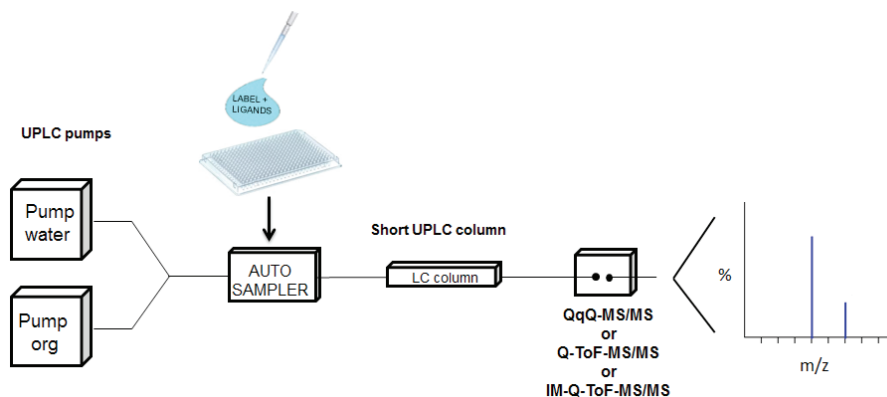 LABEL +
LIGANDS
UPLC pumps
Pump
water
Pump
org
AUTO
SAMPLER
Short UPLC column
LC column
QqQ-MS/MS
or
Q-ToF-MS/MS
or
IM-Q-ToF-MS/MS
%
m/z